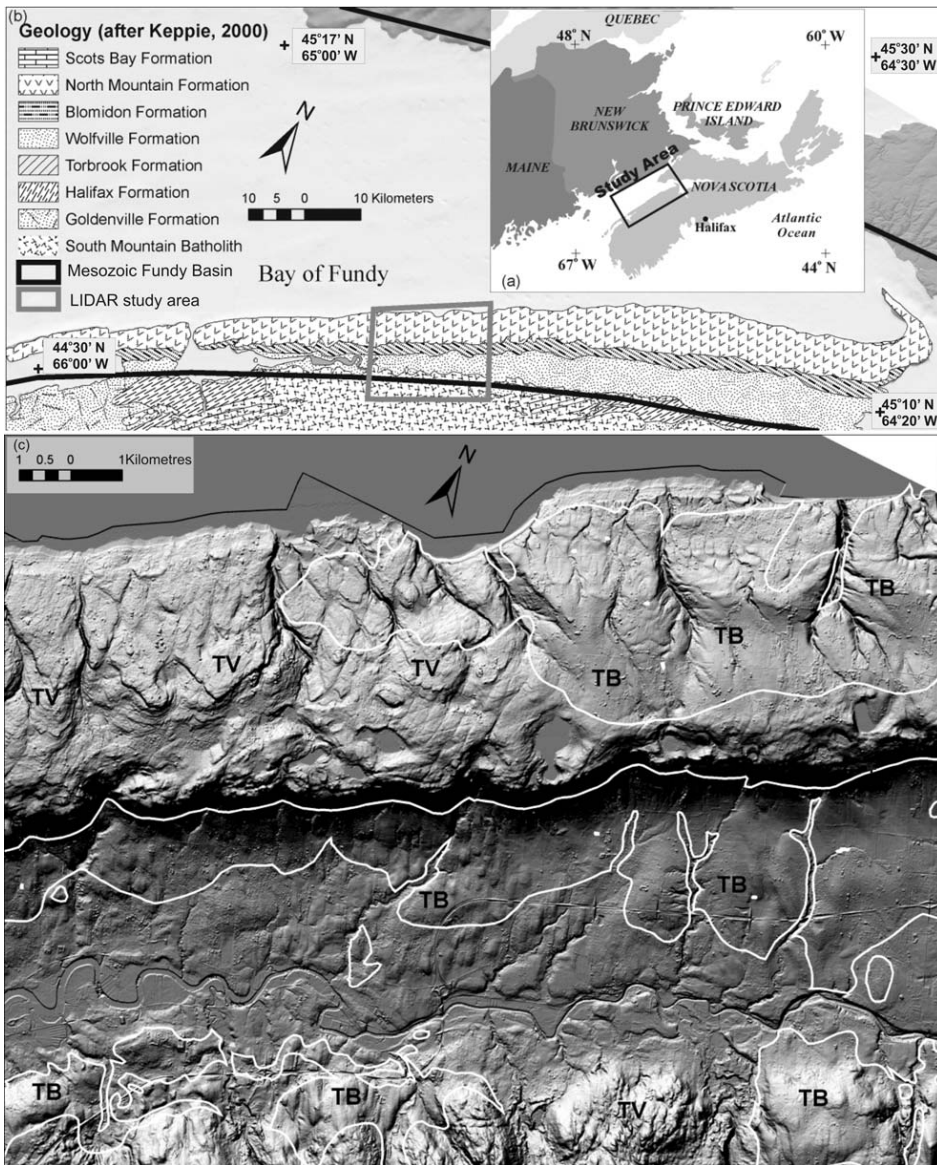 (b)
Geology (after Keppie, 2000)
Scots Bay Formation
North Mountain Formation
Blomidon Formation
Wolfville Formation
Torbrook Formation
Halifax Formation
Goldenville Formation
South Mountain Batholith
Mesozoic Fundy Basin
LIDAR study area
45°17' N
65°00' W
N
10 5 0 10 Kilometers
Bay of Fundy
QUEBEC
48° N
60° W
NEW
BRUNSWICK
PRINCE EDWARD
ISLAND
MAINE
Study Area
NOVA SCOTIA
Halifax
Atlantic
Ocean
67° W
44° N
(a)
45°30' N
64°30' W
44°30' N
66°00' W
45°10' N
64°20' W
(c)
1 0.5 0 1Kilometres
N
TB
TV
TV
TB
TB
TB
TB
TB
TB
TV
TB